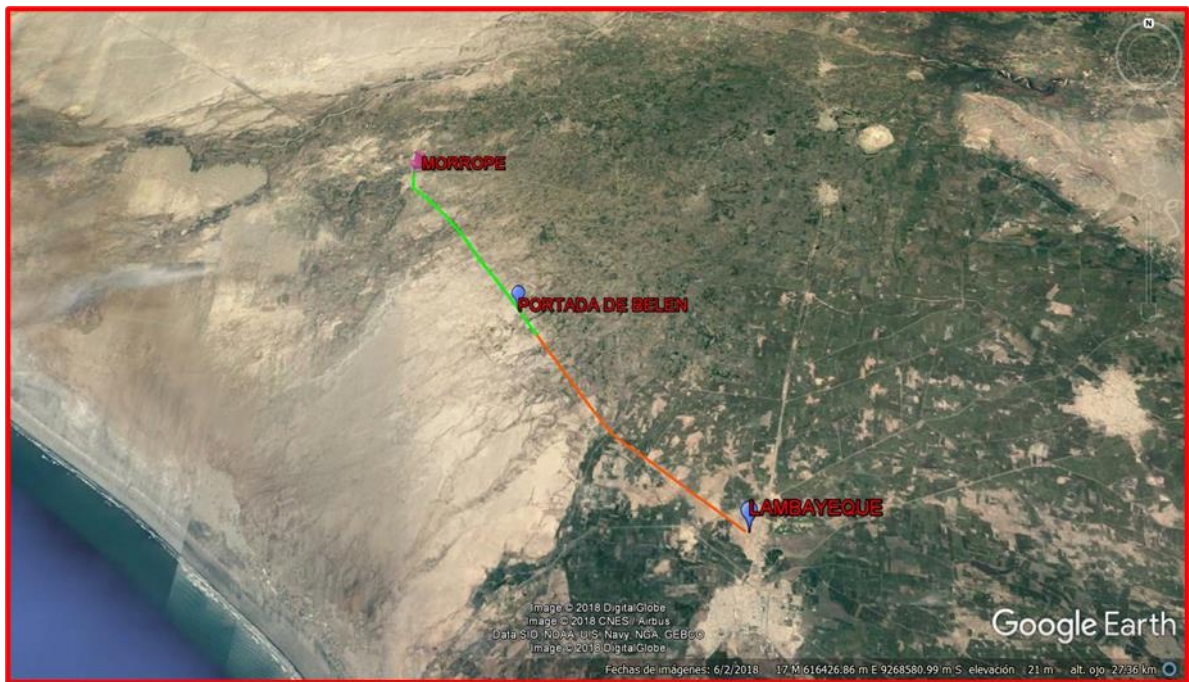 N
MORROPE
PORTADA DE BELEN
LAMBAYEQUE
Image © 2018 DigitalGlobe
Image © 2018 CNES / Airbus
Data SIO, NOAA, U.S. Navy, NGA, GEBCO
Image © 2018 DigitalGlobe
Google Earth
Fechas de imágenes: 6/2/2018 17 M 616426.86 m E 9268580.99 m S elevación 21 m alt. ojo 27.36 km